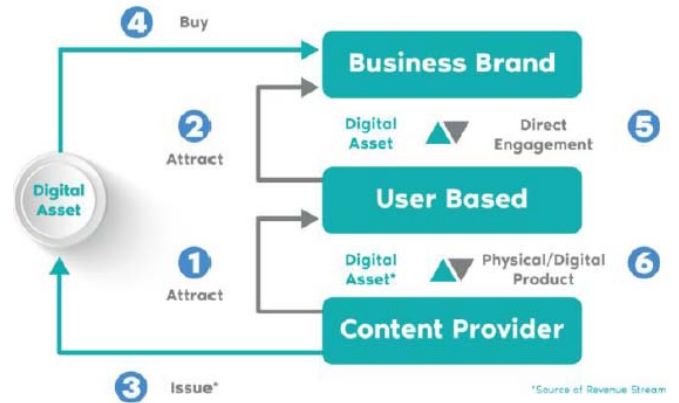 4 Buy
Business Brand
2
Attract
Digital
Asset
Direct
Engagement
5
Digital
Asset
User Based
1
Attract
Digital
Asset*
Physical/Digital
Product
6
Content Provider
3 Issue*
*Source of Revenue Stream